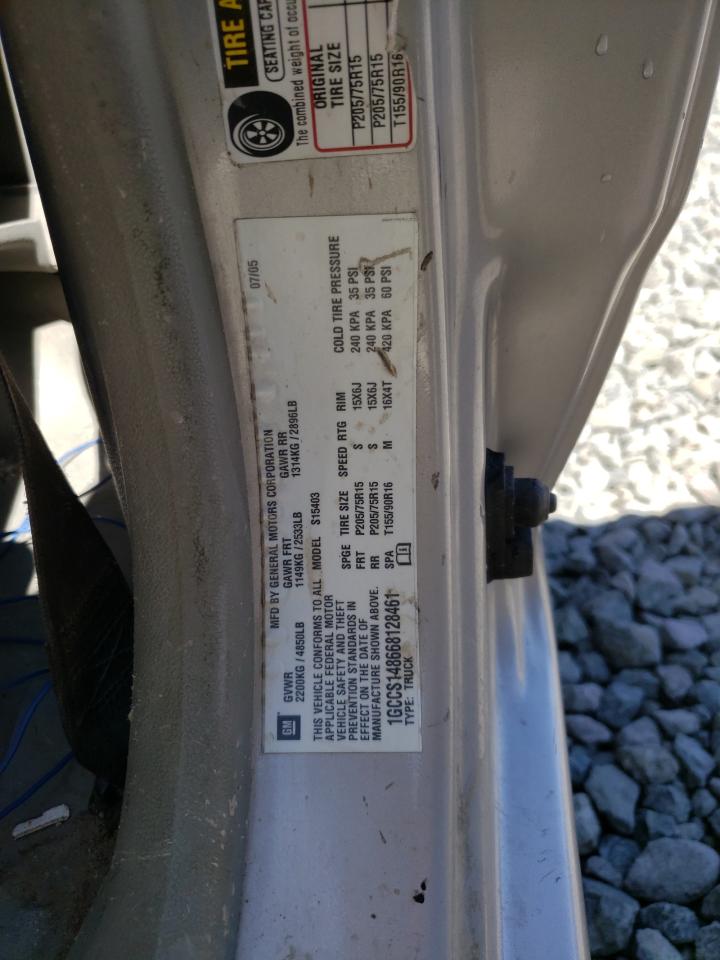 TIRE A
SEATING CAP
The combined weight of occu
ORIGINAL
TIRE SIZE
P205/75R15
P205/75R15
T155/90R16
GM
MFD BY GENERAL MOTORS CORPORATION 07/05
GVWR GAWR FRT GAWR RR
2200KG / 4850LB 1149KG / 2533LB 1314KG / 2896LB
THIS VEHICLE CONFORMS TO ALL
APPLICABLE FEDERAL MOTOR
VEHICLE SAFETY AND THEFT
PREVENTION STANDARDS IN
EFFECT ON THE DATE OF
MANUFACTURE SHOWN ABOVE.
1GCCS148668128461
TYPE: TRUCK
MODEL S15403
SPGE TIRE SIZE SPEED RTG RIM COLD TIRE PRESSURE
FRT P205/75R15 S 15X6J 240 KPA 35 PSI
RR P205/75R15 S 15X6J 240 KPA 35 PSI
SPA T155/90R16 M 16X4T 420 KPA 60 PSI